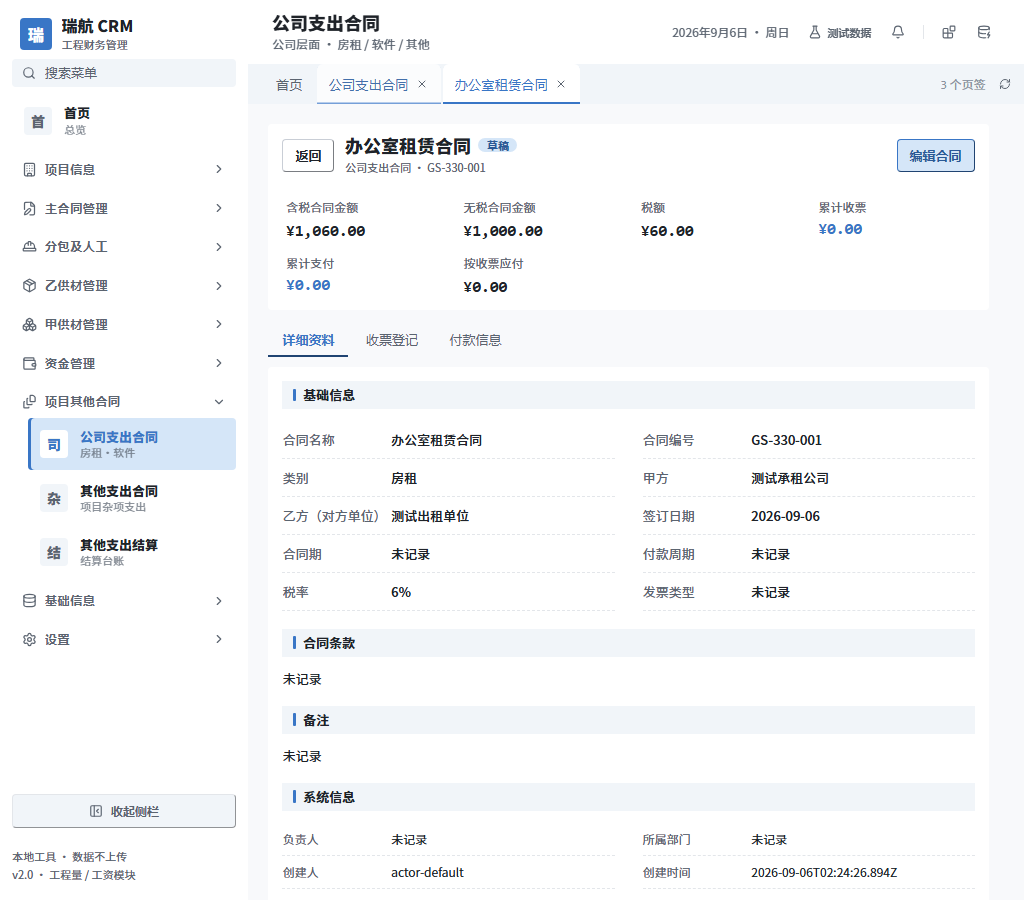 瑞
瑞航 CRM
工程财务管理
搜索菜单
首
首页
总览
项目信息
主合同管理
分包及人工
乙供材管理
甲供材管理
资金管理
项目其他合同
司
公司支出合同
房租・软件
杂
其他支出合同
项目杂项支出
结
其他支出结算
结算台账
基础信息
设置
收起侧栏
本地工具 · 数据不上传
v2.0 · 工程量 / 工资模块
公司支出合同
公司层面 · 房租 / 软件 / 其他
2026年9月6日 · 周日
测试数据
首页
公司支出合同 ×
办公室租赁合同 ×
3 个页签
返回
办公室租赁合同 草稿
公司支出合同 · GS-330-001
编辑合同
含税合同金额 无税合同金额 税额 累计收票
¥1,060.00 ¥1,000.00 ¥60.00 ¥0.00
累计支付 按收票应付
¥0.00 ¥0.00
详细资料 收票登记 付款信息
基础信息
合同名称 办公室租赁合同 合同编号 GS-330-001
类别 房租 甲方 测试承租公司
乙方（对方单位） 测试出租单位 签订日期 2026-09-06
合同期 未记录 付款周期 未记录
税率 6% 发票类型 未记录
合同条款
未记录
备注
未记录
系统信息
负责人 未记录 所属部门 未记录
创建人 actor-default 创建时间 2026-09-06T02:24:26.894Z